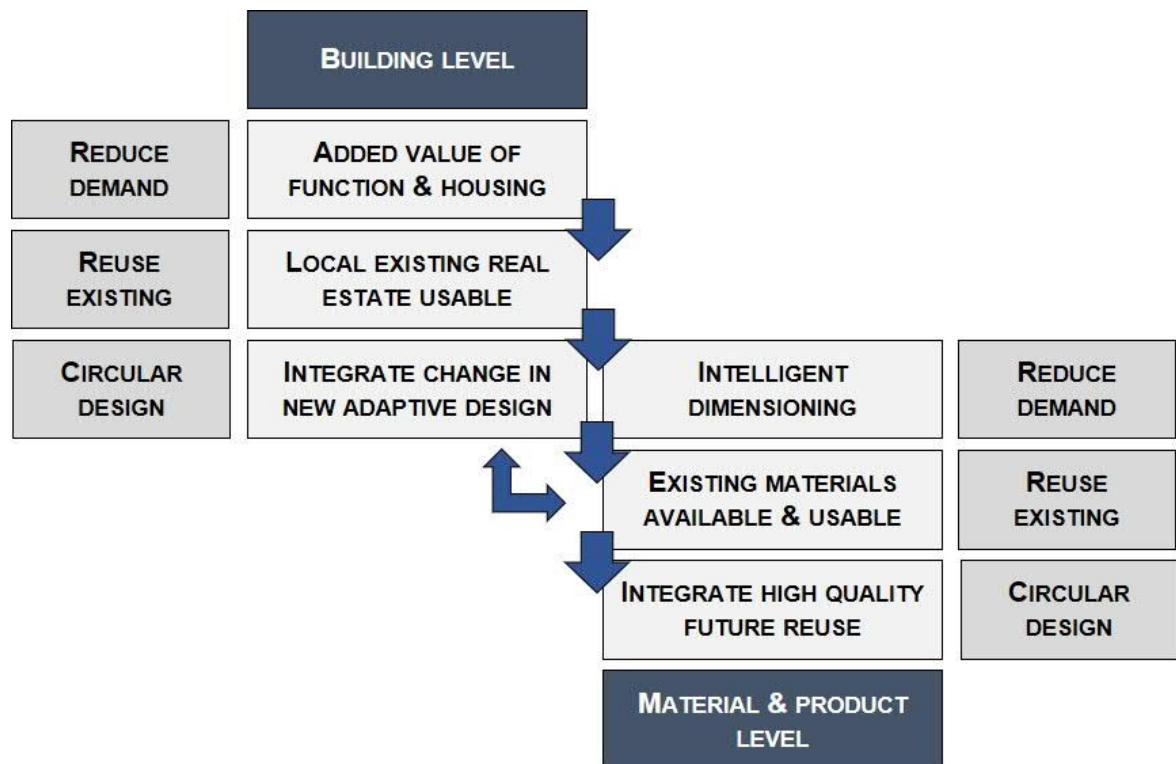 BUILDING LEVEL
REDUCE
DEMAND
ADDED VALUE OF
FUNCTION & HOUSING
REUSE
EXISTING
LOCAL EXISTING REAL
ESTATE USABLE
CIRCULAR
DESIGN
INTEGRATE CHANGE IN
NEW ADAPTIVE DESIGN
INTELLIGENT
DIMENSIONING
REDUCE
DEMAND
EXISTING MATERIALS
AVAILABLE & USABLE
REUSE
EXISTING
INTEGRATE HIGH QUALITY
FUTURE REUSE
CIRCULAR
DESIGN
MATERIAL & PRODUCT
LEVEL